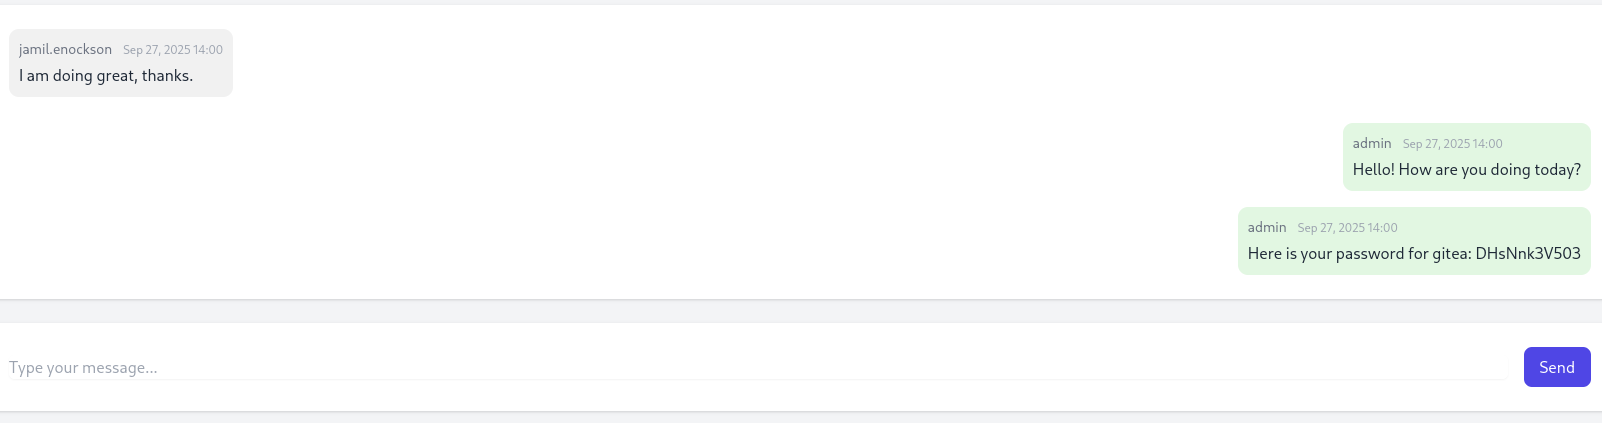 jamil.enockson Sep 27, 2025 14:00
I am doing great, thanks.
admin Sep 27, 2025 14:00
Hello! How are you doing today?
admin Sep 27, 2025 14:00
Here is your password for gitea: DHsNnk3V503
Type your message...
Send